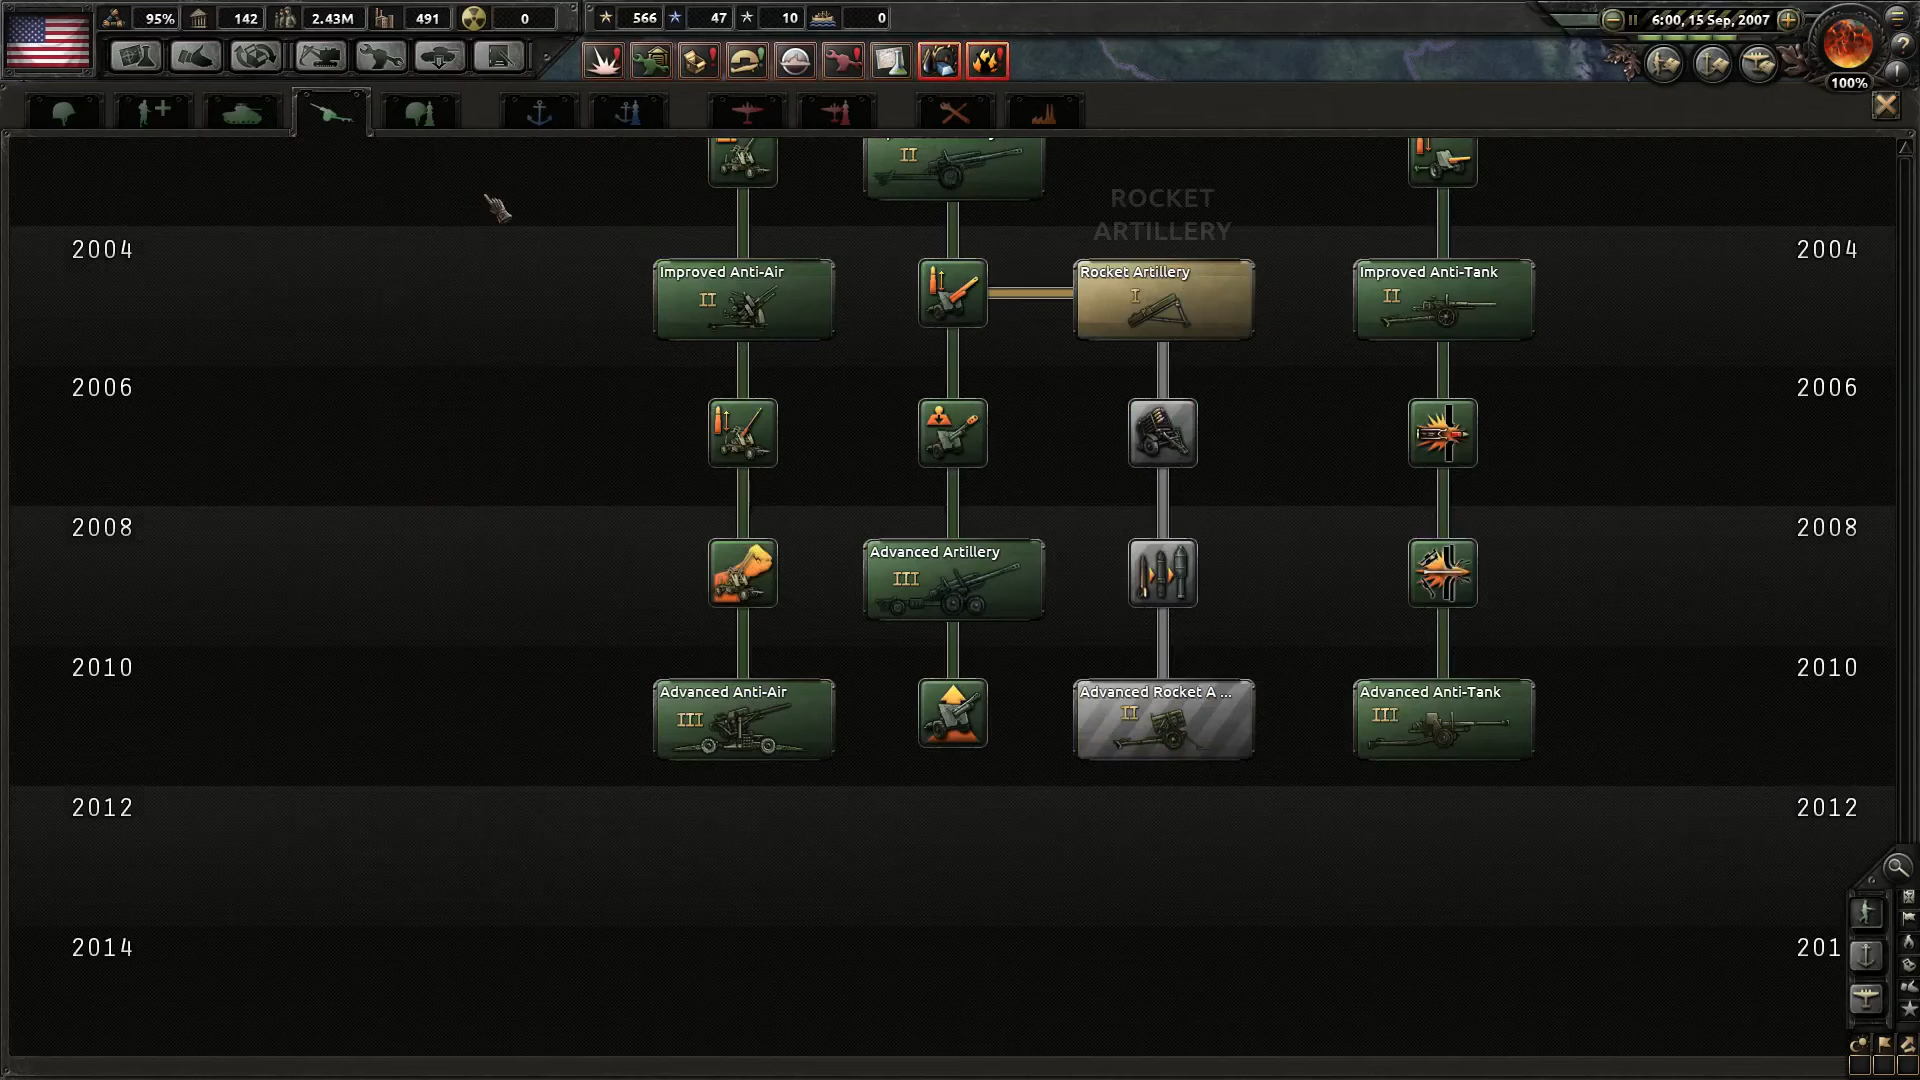 95%
142
2.43M
491
0
566
47
10
0
6:00, 15 Sep, 2007
100%
II
ROCKET
ARTILLERY
2004
2004
Improved Anti-Air
II
Rocket Artillery
I
Improved Anti-Tank
II
2006
2006
2008
2008
Advanced Artillery
III
2010
2010
Advanced Anti-Air
III
Advanced Rocket A ...
II
Advanced Anti-Tank
III
2012
2012
2014
201